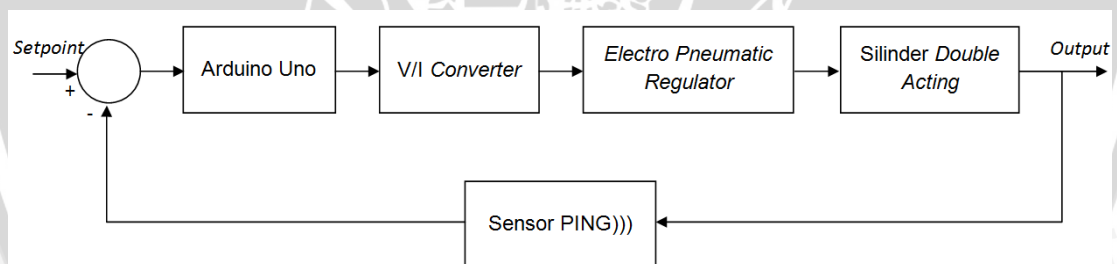 Setpoint
+
-
Arduino Uno
V/I Converter
Electro Pneumatic
Regulator
Silinder Double
Acting
Output
Sensor PING)))